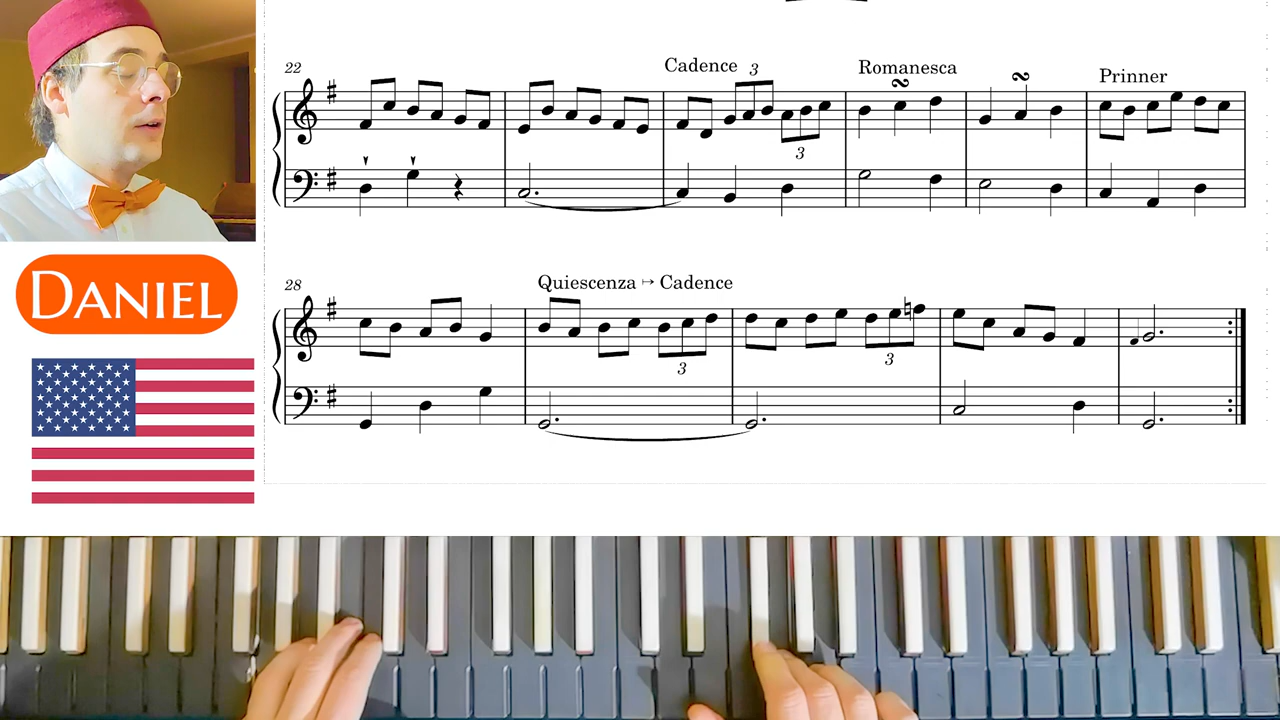 22
Cadence
3
Romanesca
Prinner
3
DANIEL
28
Quiescenza ↦ Cadence
3
3